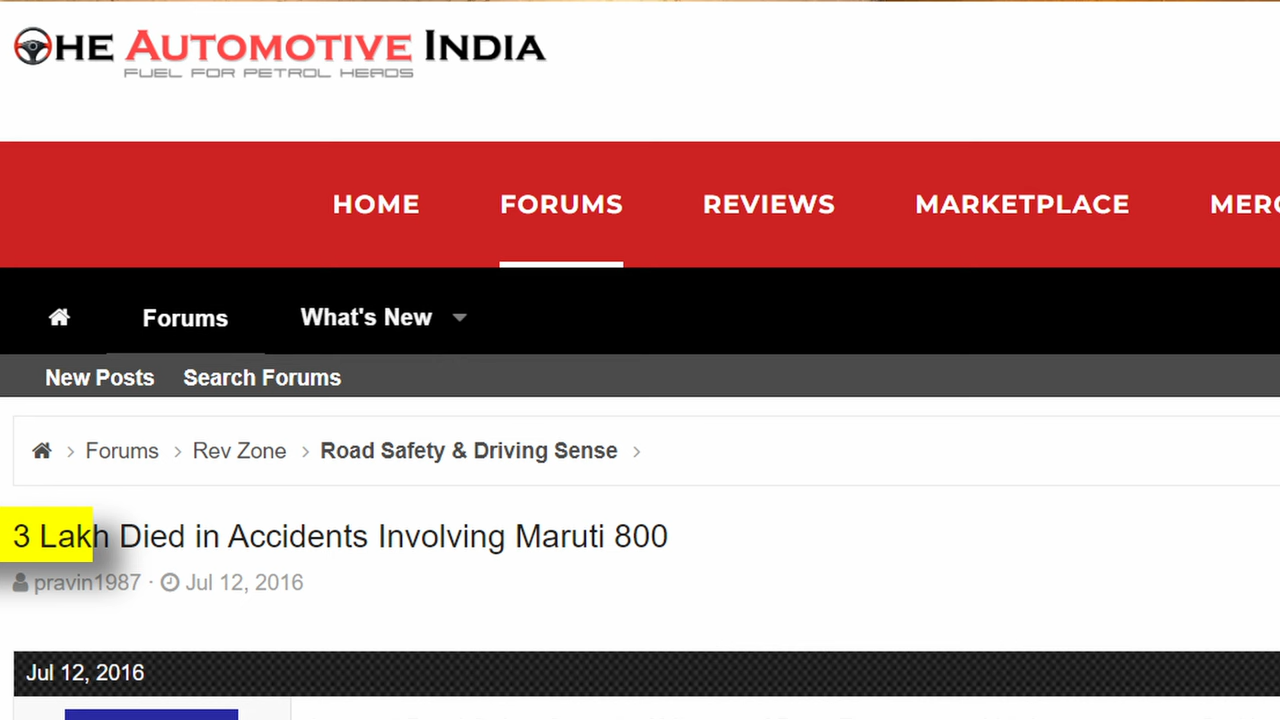 THE AUTOMOTIVE INDIA
FUEL FOR PETROL HEADS
HOME FORUMS REVIEWS MARKETPLACE MERC
Forums What's New
New Posts Search Forums
Forums Rev Zone Road Safety & Driving Sense
3 Lakh Died in Accidents Involving Maruti 800
pravin1987 · Jul 12, 2016
Jul 12, 2016